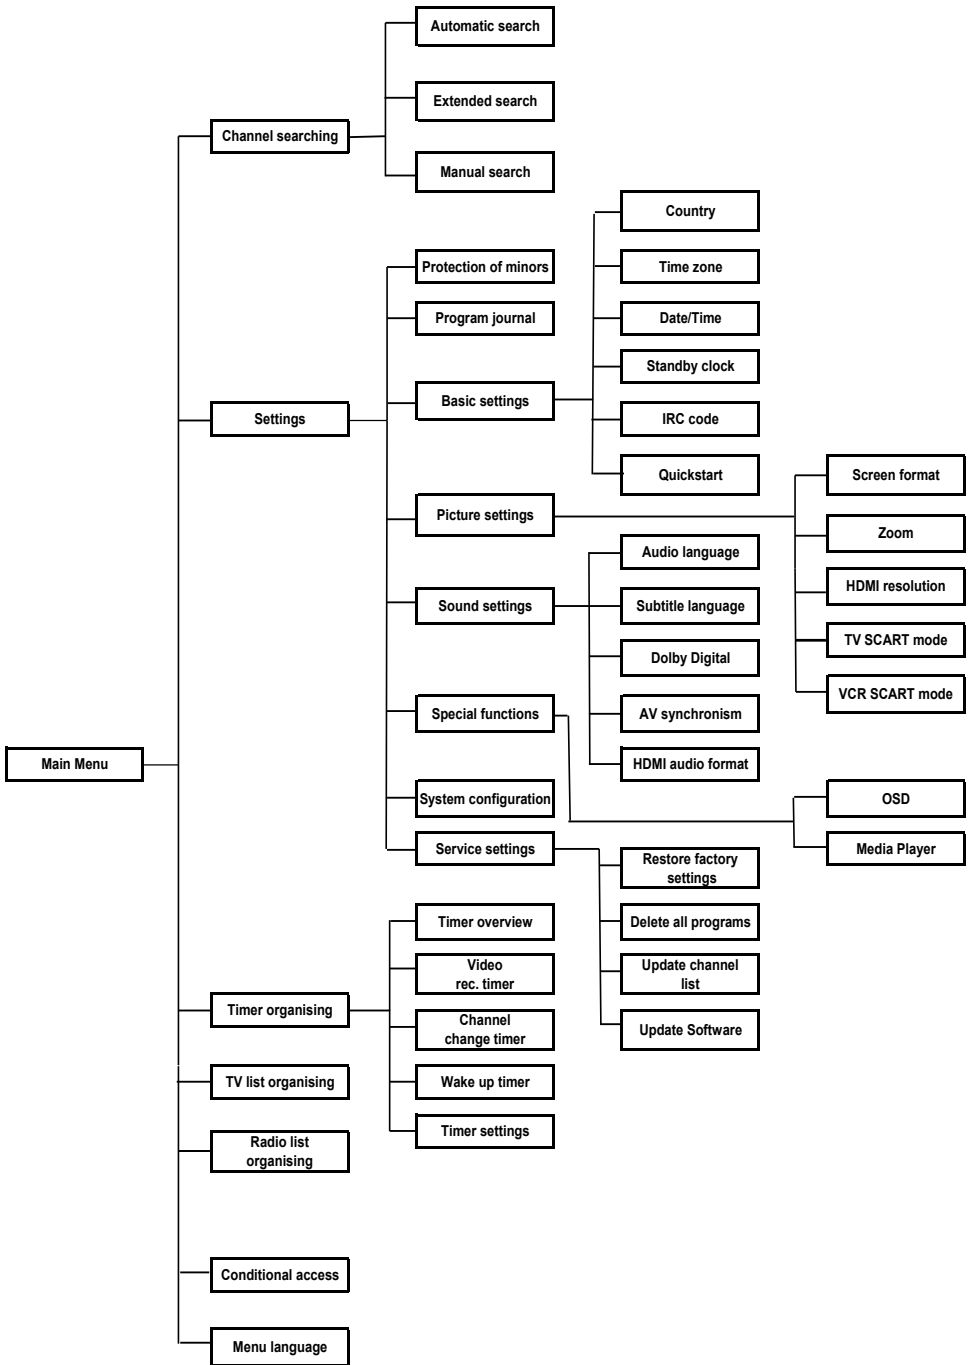 Automatic search
Extended search
Channel searching
Manual search
Country
Protection of minors
Time zone
Program journal
Date/Time
Standby clock
Basic settings
Settings
IRC code
Quickstart
Screen format
Picture settings
Zoom
Audio language
HDMI resolution
Sound settings
Subtitle language
TV SCART mode
Dolby Digital
VCR SCART mode
Special functions
AV synchronism
Main Menu
HDMI audio format
System configuration
OSD
Service settings
Media Player
Restore factory
settings
Timer overview
Delete all programs
Video
rec. timer
Update channel
list
Timer organising
Channel
change timer
Update Software
TV list organising
Wake up timer
Timer settings
Radio list
organising
Conditional access
Menu language